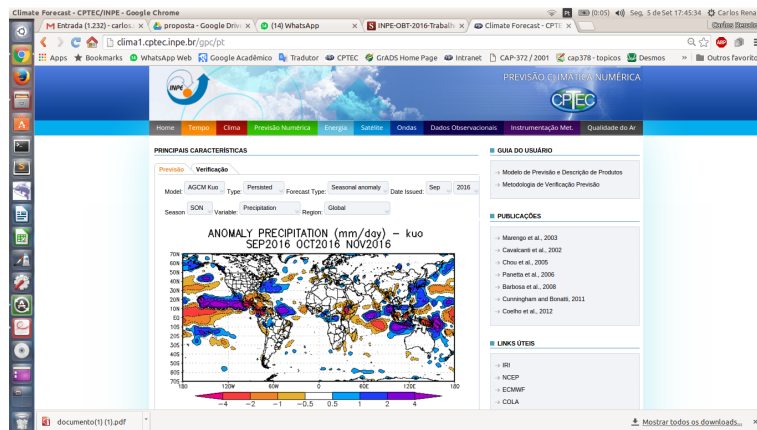 Climate Forecast - CPTEC/INPE - Google Chrome
Pt (0:05) Seg, 5 de Set 17:45:34 Carlos Rena
M Entrada (1.232) - carlos. proposta - Google Drive (14) WhatsApp INPE-OBT-2016-Trabalh Climate Forecast - CPTE Carlos Renato
clima1.cptec.inpe.br/gpc/pt
Apps Bookmarks WhatsApp Web Google Acadêmico Tradutor CPTEC GrADS Home Page Intranet CAP-372 / 2001 cap378 - topicos Desmos » Outros favorito
INPE
PREVISÃO CLIMÁTICA NUMÉRICA
CPTEC
Home Tempo Clima Previsão Numérica Energia Satélite Ondas Dados Observacionais Instrumentação Met. Qualidade do Ar
PRINCIPAIS CARACTERÍSTICAS
Previsão Verificação
Model: AGCM Kuo Type: Persisted Forecast Type: Seasonal anomaly Date Issued: Sep 2016
Season SON Variable: Precipitation Region: Global
ANOMALY PRECIPITATION (mm/day) – kuo
SEP2016 OCT2016 NOV2016
70N
60N
50N
40N
30N
20N
10N
EQ
10S
20S
30S
40S
50S
60S
70S
180 120W 60W 0 60E 120E 180
-4 -2 -1 -0.5 0.5 1 2 4
GUIA DO USUÁRIO
→ Modelo de Previsão e Descrição de Produtos
→ Metodologia de Verificação Previsão
PUBLICAÇÕES
→ Marengo et al., 2003
→ Cavalcanti et al., 2002
→ Chou et al., 2005
→ Panetta et al., 2006
→ Barbosa et al., 2008
→ Cunningham and Bonatti, 2011
→ Coelho et al., 2012
LINKS ÚTEIS
→ IRI
→ NCEP
→ ECMWF
→ COLA
documento(1) (1).pdf
Mostrar todos os downloads...